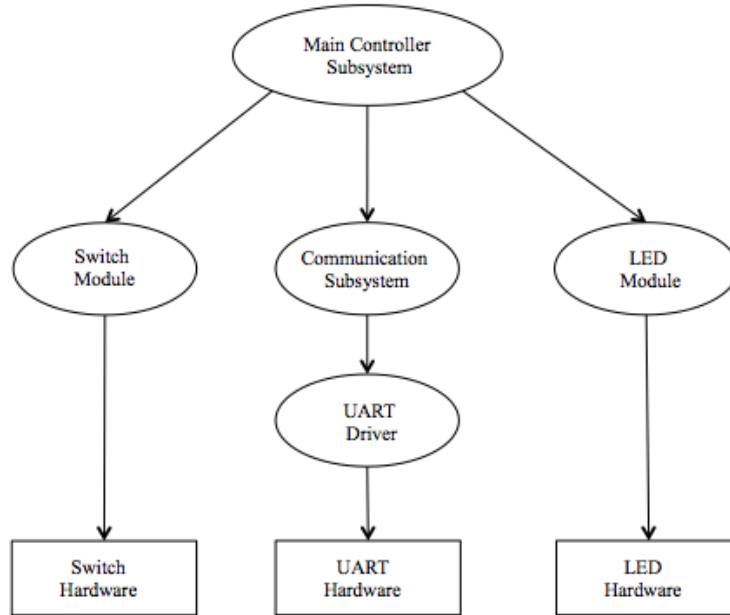 Main Controller
Subsystem
Switch
Module
Communication
Subsystem
LED
Module
UART
Driver
Switch
Hardware
UART
Hardware
LED
Hardware